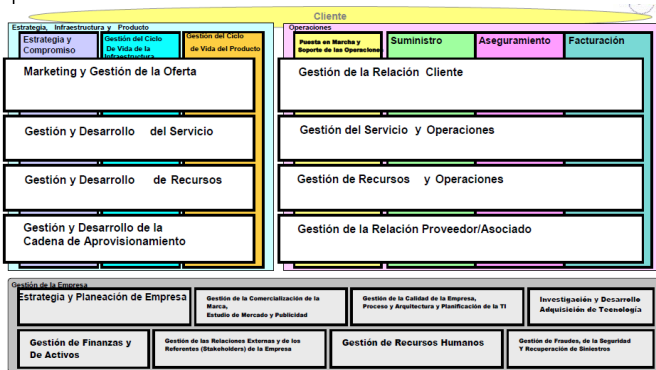 Cliente
Estrategia, Infraestructura y Producto
Operaciones
Estrategia y
Compromiso
Gestión del Ciclo
De Vida de la
Infraestructura
Gestión del Ciclo
de Vida del Producto
Puesta en Marcha y
Soporte de las Operaciones
Suministro
Aseguramiento
Facturación
Marketing y Gestión de la Oferta
Gestión de la Relación Cliente
Gestión y Desarrollo del Servicio
Gestión del Servicio y Operaciones
Gestión y Desarrollo de Recursos
Gestión de Recursos y Operaciones
Gestión y Desarrollo de la
Cadena de Aprovisionamiento
Gestión de la Relación Proveedor/Asociado
Gestión de la Empresa
Estrategia y Planeación de Empresa
Gestión de la Comercialización de la
Marca,
Estudio de Mercado y Publicidad
Gestión de la Calidad de la Empresa,
Proceso y Arquitectura y Planificación de la TI
Investigación y Desarrollo
Adquisición de Tecnología
Gestión de Finanzas y
De Activos
Gestión de las Relaciones Externas y de los
Referentes (Stakeholders) de la Empresa
Gestión de Recursos Humanos
Gestión de Fraudes, de la Seguridad
Y Recuperación de Siniestros